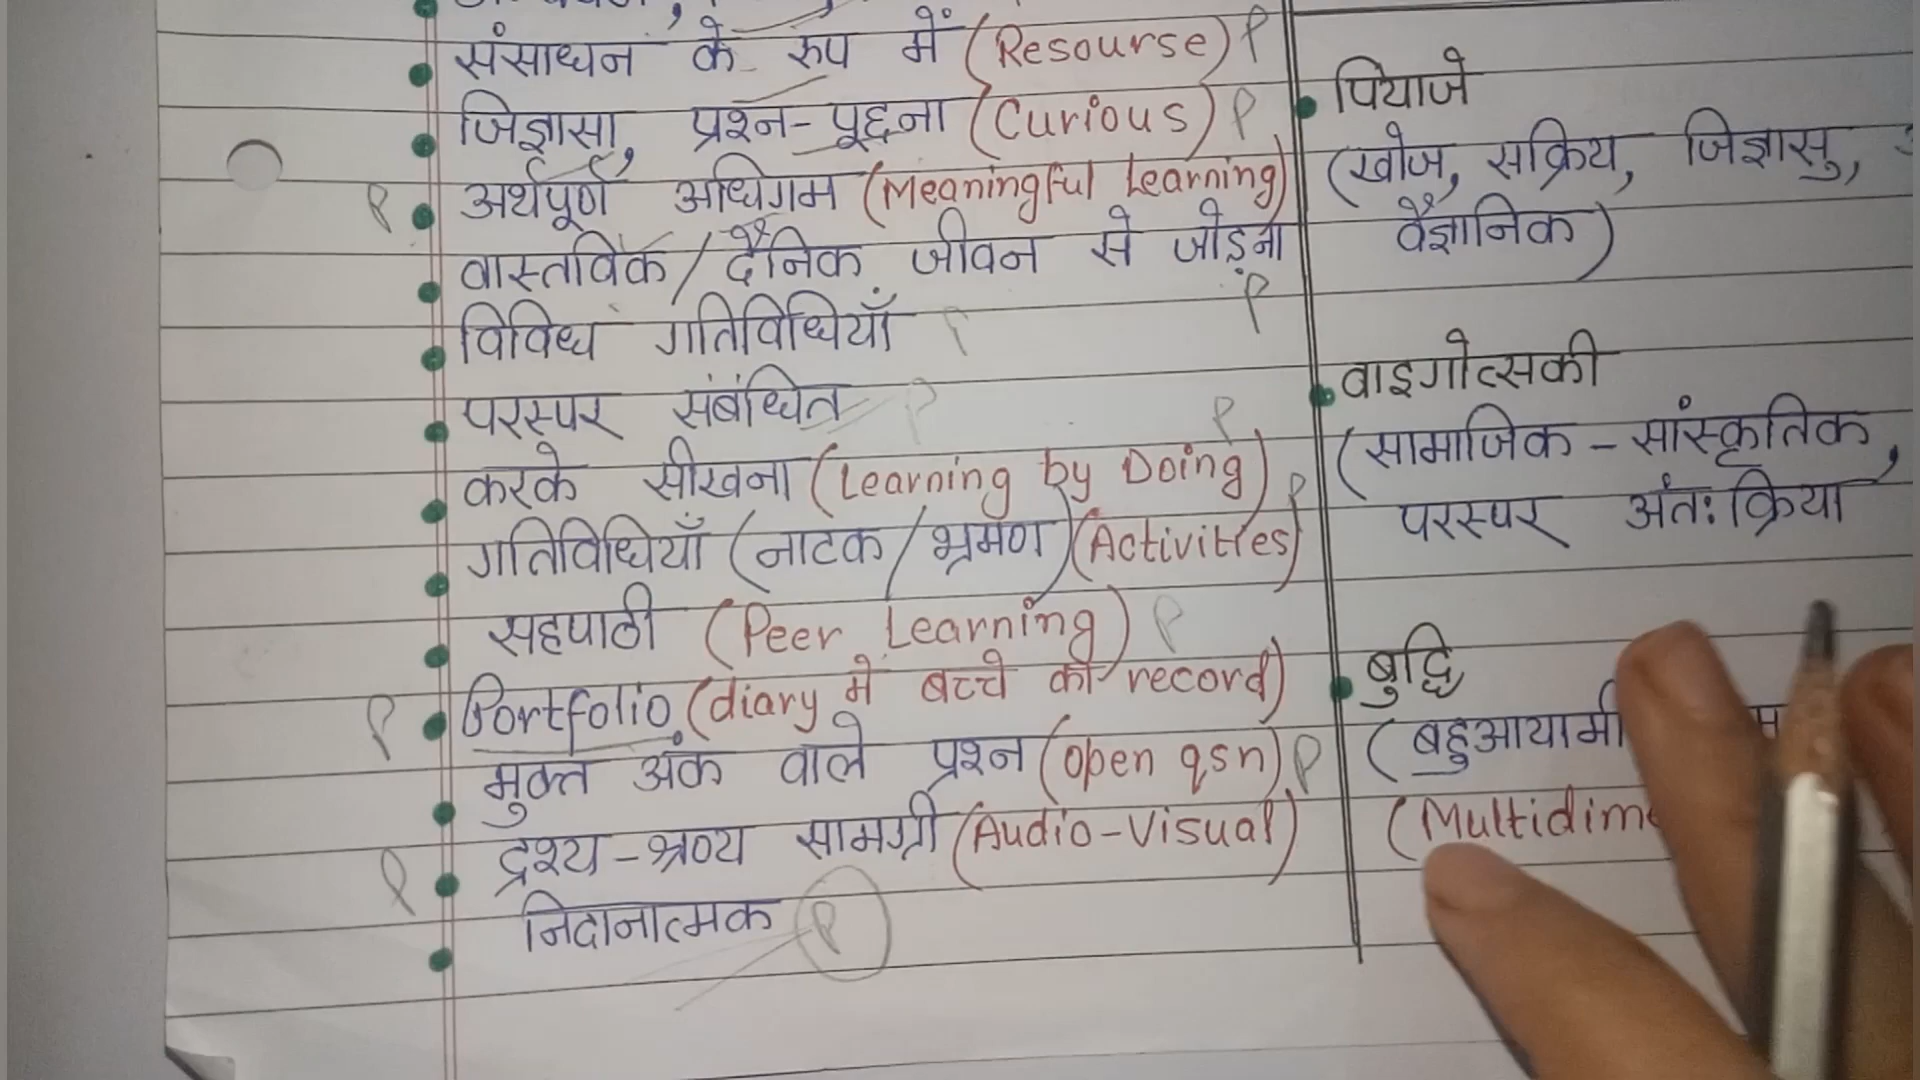 संसाधन के रुप में (Resourse) P
जिज्ञासा, प्रश्न-पूछना (Curious) P
P अर्थपूर्ण अधिगम (Meaningful Learning)
वास्तविक/दैनिक जीवन से जोड़ना
P
विविध गतिविधियाँ P
परस्पर संबंधित P
P
करके सीखना (Learning by Doing)
P
गतिविधियाँ (नाटक/भ्रमण) (Activities)
सहपाठी (Peer Learning) P
P Portfolio (diary में बच्चे का record)
मुक्त अंक वाले प्रश्न (open qsn) P
P द्रश्य-श्रव्य सामग्री (Audio-Visual)
निदानात्मक P
पियाजे
(खोज, सक्रिय, जिज्ञासु,
वैज्ञानिक)
वाइगोत्सकी
(सामाजिक - सांस्कृतिक,
परस्पर अंतः क्रिया
बुद्धि
(बहुआयामी
(Multidim